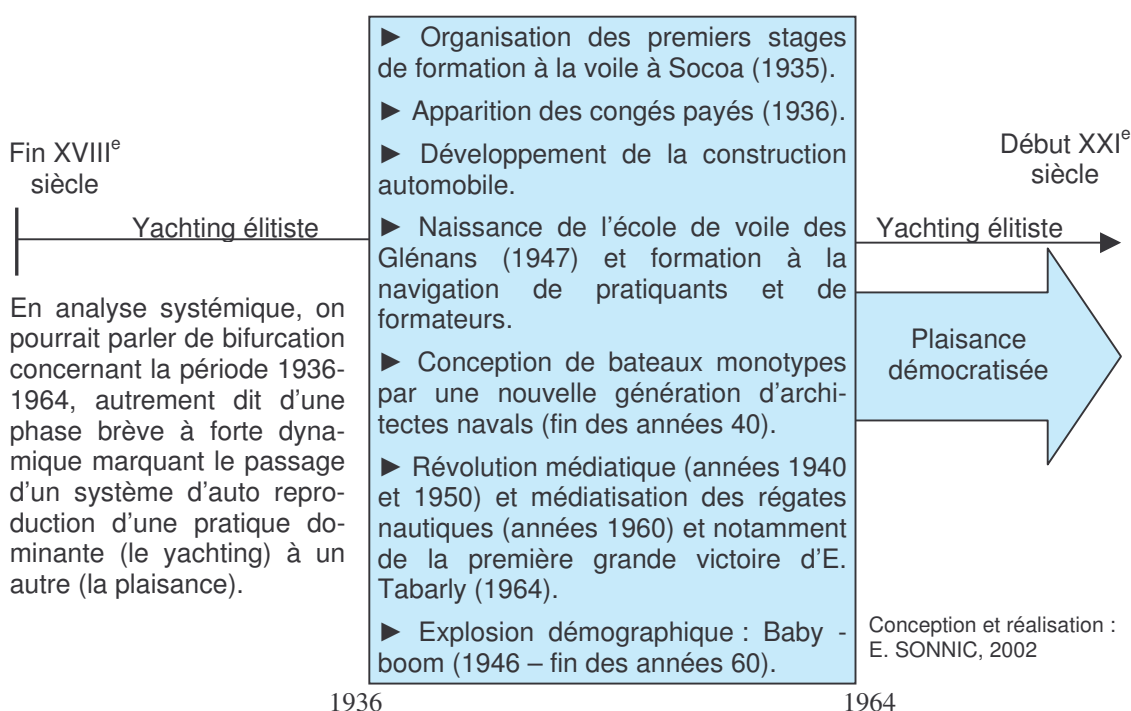 Fin XVIIIe
siècle
Yachting élitiste
En analyse systémique, on
pourrait parler de bifurcation
concernant la période 1936-
1964, autrement dit d’une
phase brève à forte dyna-
mique marquant le passage
d’un système d’auto repro-
duction d’une pratique do-
minante (le yachting) à un
autre (la plaisance).
► Organisation des premiers stages
de formation à la voile à Socoa (1935).
► Apparition des congés payés (1936).
► Développement de la construction
automobile.
► Naissance de l’école de voile des
Glénans (1947) et formation à la
navigation de pratiquants et de
formateurs.
► Conception de bateaux monotypes
par une nouvelle génération d’archi-
tectes navals (fin des années 40).
► Révolution médiatique (années 1940
et 1950) et médiatisation des régates
nautiques (années 1960) et notamment
de la première grande victoire d’E.
Tabarly (1964).
► Explosion démographique : Baby -
boom (1946 – fin des années 60).
1936
1964
Début XXIe
siècle
Yachting élitiste
Plaisance
démocratisée
Conception et réalisation :
E. SONNIC, 2002